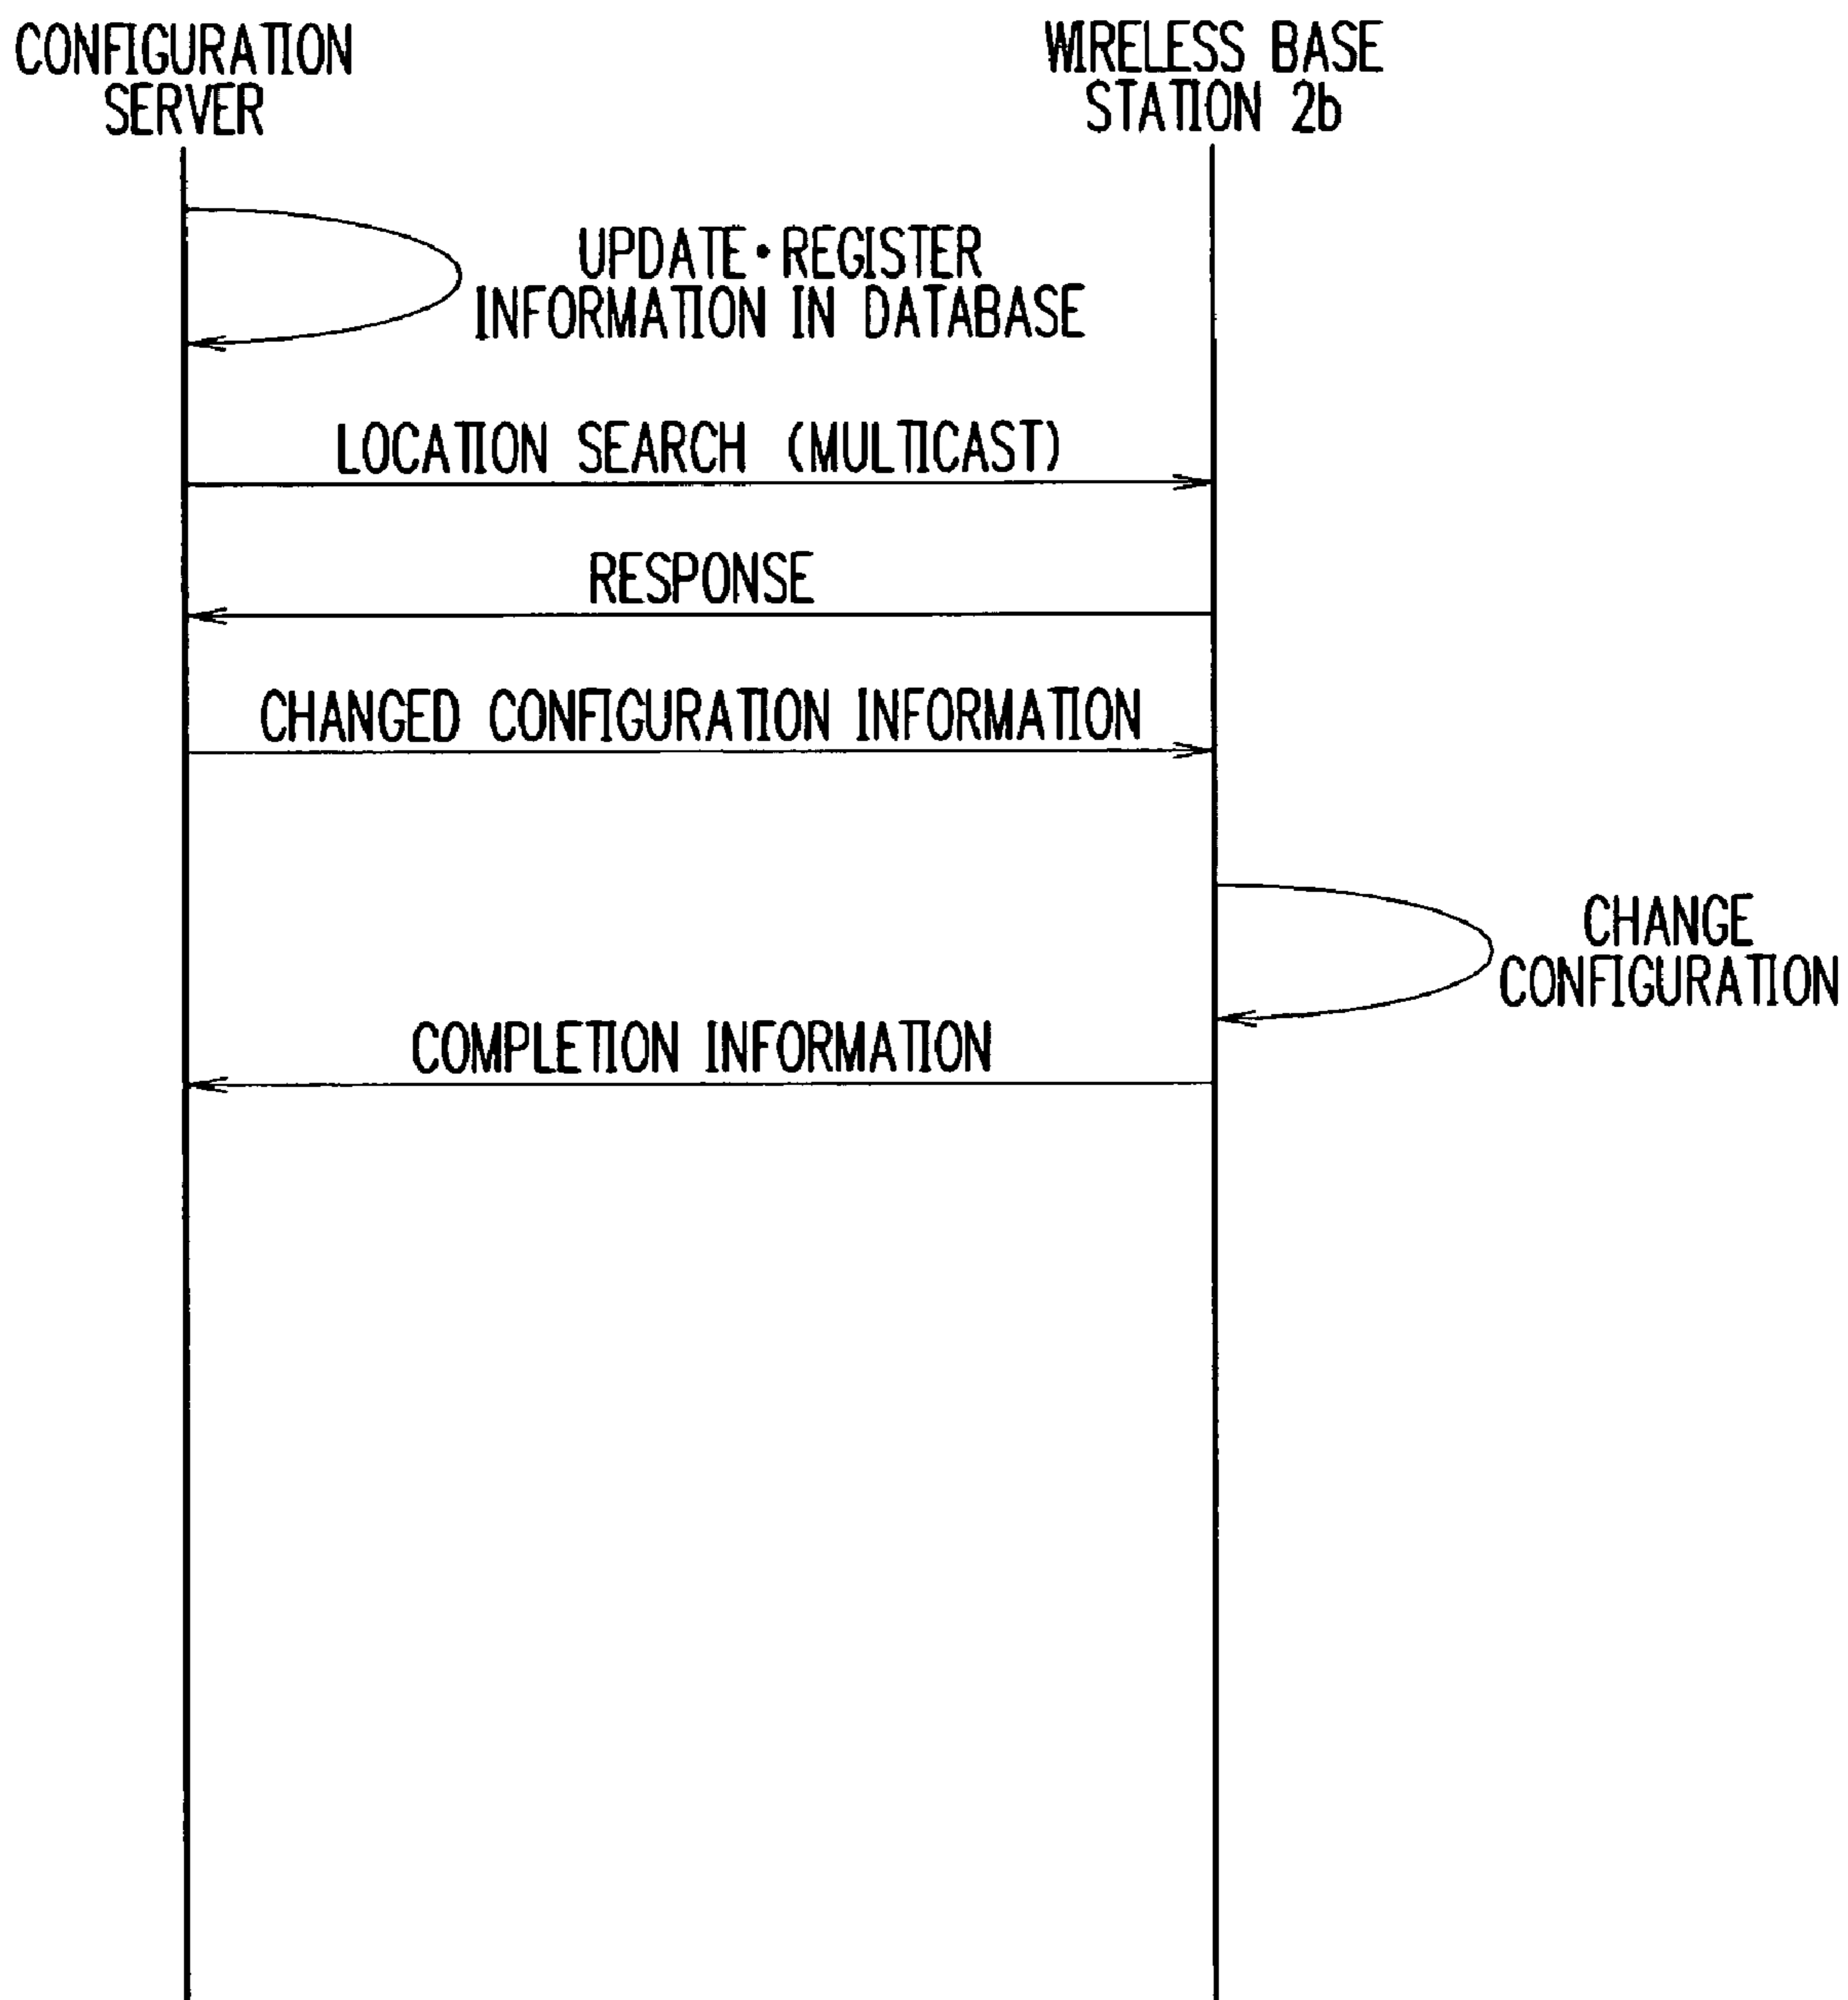 CONFIGURATION
SERVER
WIRELESS BASE
STATION 2b
UPDATE・REGISTER
INFORMATION IN DATABASE
LOCATION SEARCH (MULTICAST)
RESPONSE
CHANGED CONFIGURATION INFORMATION
CHANGE
CONFIGURATION
COMPLETION INFORMATION